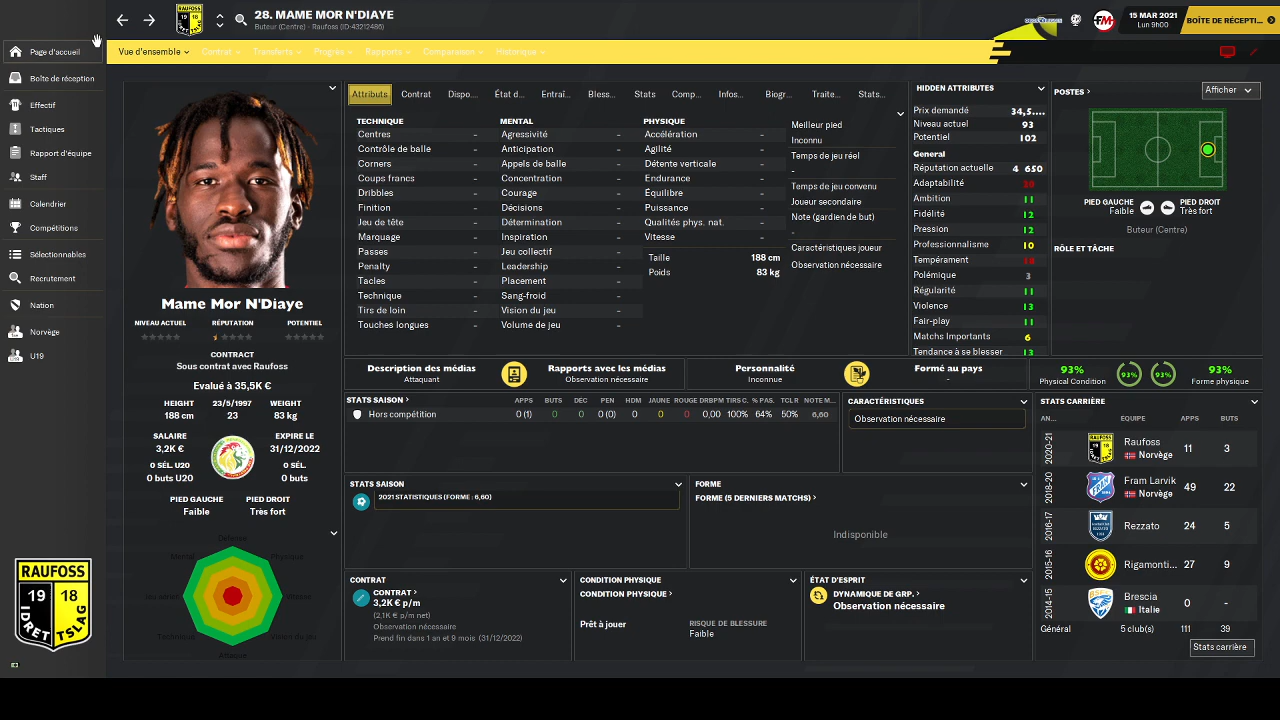 28. MAME MOR N'DIAYE
Buteur (Centre) - Raufoss (ID:43212486)
15 MAR 2021
Lun 9h00
BOÎTE DE RÉCEPTI...
Page d'accueil
Boîte de réception
Effectif
Tactiques
Rapport d'équipe
Staff
Calendrier
Compétitions
Sélectionnables
Recrutement
Nation
Norvège
U19
RAUFOSS
19 18
IDRET TSLAG
Vue d'ensemble
Contrat
Transferts
Progrès
Rapports
Comparaison
Historique
Mame Mor N'Diaye
NIVEAU ACTUEL RÉPUTATION POTENTIEL
CONTRACT
Sous contrat avec Raufoss
Evalué à 35,5K €
HEIGHT 23/5/1997 WEIGHT
188 cm 23 83 kg
SALAIRE EXPIRE LE
3,2K € 31/12/2022
0 SÉL. U20 0 SÉL.
0 buts U20 0 buts
PIED GAUCHE PIED DROIT
Faible Très fort
Défense
Mental Physique
Jeu aérien Vitesse
Technique Vision du jeu
Attaque
Attributs Contrat Dispo... État d... Entraî... Bless... Stats Comp... Infos... Biogr... Traite... Stats...
TECHNIQUE
Centres -
Contrôle de balle -
Corners -
Coups francs -
Dribbles -
Finition -
Jeu de tête -
Marquage -
Passes -
Penalty -
Tacles -
Technique -
Tirs de loin -
Touches longues -
MENTAL
Agressivité -
Anticipation -
Appels de balle -
Concentration -
Courage -
Décisions -
Détermination -
Inspiration -
Jeu collectif -
Leadership -
Placement -
Sang-froid -
Vision du jeu -
Volume de jeu -
PHYSIQUE
Accélération -
Agilité -
Détente verticale -
Endurance -
Équilibre -
Puissance -
Qualités phys. nat. -
Vitesse -
Taille 188 cm
Poids 83 kg
Meilleur pied
Inconnu
Temps de jeu réel
-
Temps de jeu convenu
Joueur secondaire
Note (gardien de but)
-
Caractéristiques joueur
Observation nécessaire
HIDDEN ATTRIBUTES
Prix demandé 34,5....
Niveau actuel 93
Potentiel 102
General
Réputation actuelle 4 650
Adaptabilité
Ambition 11
Fidélité 12
Pression 12
Professionnalisme 10
Tempérament
Polémique 3
Régularité 11
Violence 13
Fair-play 11
Matchs Importants 6
Tendance à se blesser 13
POSTES
Afficher
PIED GAUCHE PIED DROIT
Faible Très fort
Buteur (Centre)
RÔLE ET TÂCHE
Description des médias
Attaquant
Rapports avec les médias
Observation nécessaire
Personnalité
Inconnue
Formé au pays
-
93%
Physical Condition
93%
93%
93%
Forme physique
STATS SAISON APPS BUTS DÉC PEN HDM JAUNE ROUGE DRBPM TIRS C. % PAS. TCL R NOTE M...
Hors compétition 0 (1) 0 0 0 (0) 0 0 0 0,00 100% 64% 50% 6,60
CARACTÉRISTIQUES
Observation nécessaire
STATS SAISON
2021 STATISTIQUES (FORME : 6,60)
FORME
FORME (5 DERNIERS MATCHS)
Indisponible
CONTRAT
CONTRAT
3,2K € p/m
(2,1K € p/m net)
Observation nécessaire
Prend fin dans 1 an et 9 mois (31/12/2022)
CONDITION PHYSIQUE
CONDITION PHYSIQUE
Prêt à jouer
RISQUE DE BLESSURE
Faible
ÉTAT D'ESPRIT
DYNAMIQUE DE GRP.
Observation nécessaire
STATS CARRIÈRE
AN... EQUIPE APPS BUTS
2020-21 Raufoss Norvège 11 3
2018-20 Fram Larvik Norvège 49 22
2016-17 Rezzato 24 5
2015-16 Rigamonti... 27 9
2014-15 Brescia Italie 0 -
Général 5 club(s) 111 39
Stats carrière